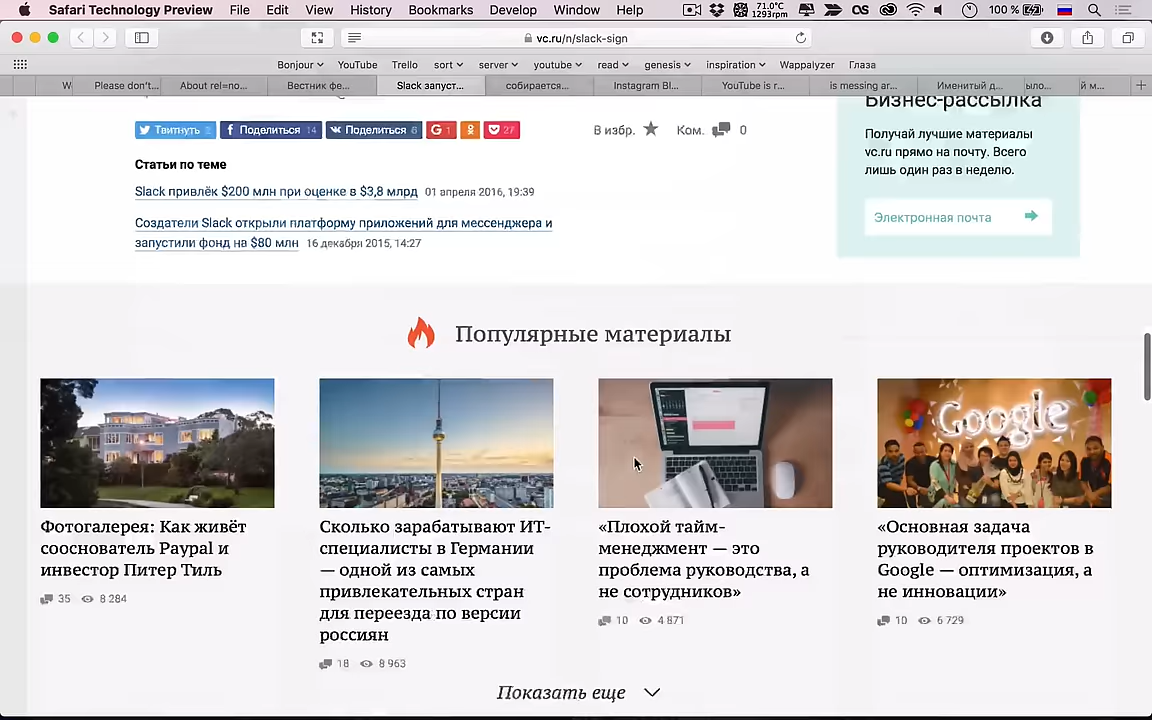 Safari Technology Preview File Edit View History Bookmarks Develop Window Help 71.0°C 1293rpm OS 100 %
vc.ru/n/slack-sign
Bonjour YouTube Trello sort server youtube read genesis inspiration Wappalyzer Глаза
W Please don't... About rel=no... Вестник фе... Slack запуст... собирается... Instagram Bl... YouTube is r... is messing ar... Именитый д... ыло... й м...
Твитнуть 2 Поделиться 14 Поделиться 6 G 1 27 В избр. Ком. 0
Бизнес-рассылка
Получай лучшие материалы
vc.ru прямо на почту. Всего
лишь один раз в неделю.
Электронная почта
Статьи по теме
Slack привлёк $200 млн при оценке в $3,8 млрд 01 апреля 2016, 19:39
Создатели Slack открыли платформу приложений для мессенджера и
запустили фонд на $80 млн 16 декабря 2015, 14:27
Популярные материалы
Google
Фотогалерея: Как живёт
сооснователь Paypal и
инвестор Питер Тиль
35 8 284
Сколько зарабатывают ИТ-
специалисты в Германии
— одной из самых
привлекательных стран
для переезда по версии
россиян
18 8 963
«Плохой тайм-
менеджмент — это
проблема руководства, а
не сотрудников»
10 4 871
«Основная задача
руководителя проектов в
Google — оптимизация, а
не инновации»
10 6 729
Показать еще